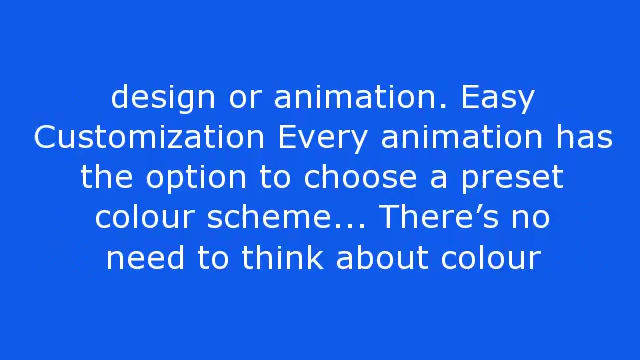 design or animation. Easy
Customization Every animation has
the option to choose a preset
colour scheme... There’s no
need to think about colour